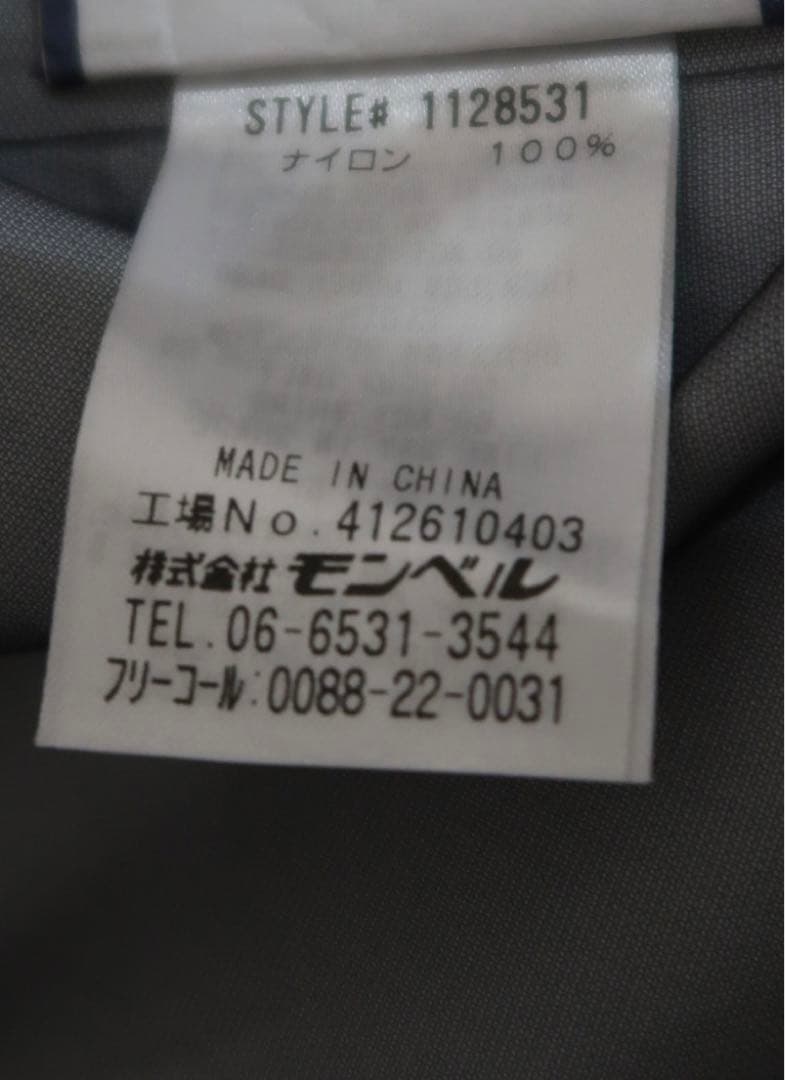 STYLE# 1128531
ナイロン 100%
MADE IN CHINA
工場No.412610403
株式会社 モンベル
TEL.06-6531-3544
フリーコール:0088-22-0031